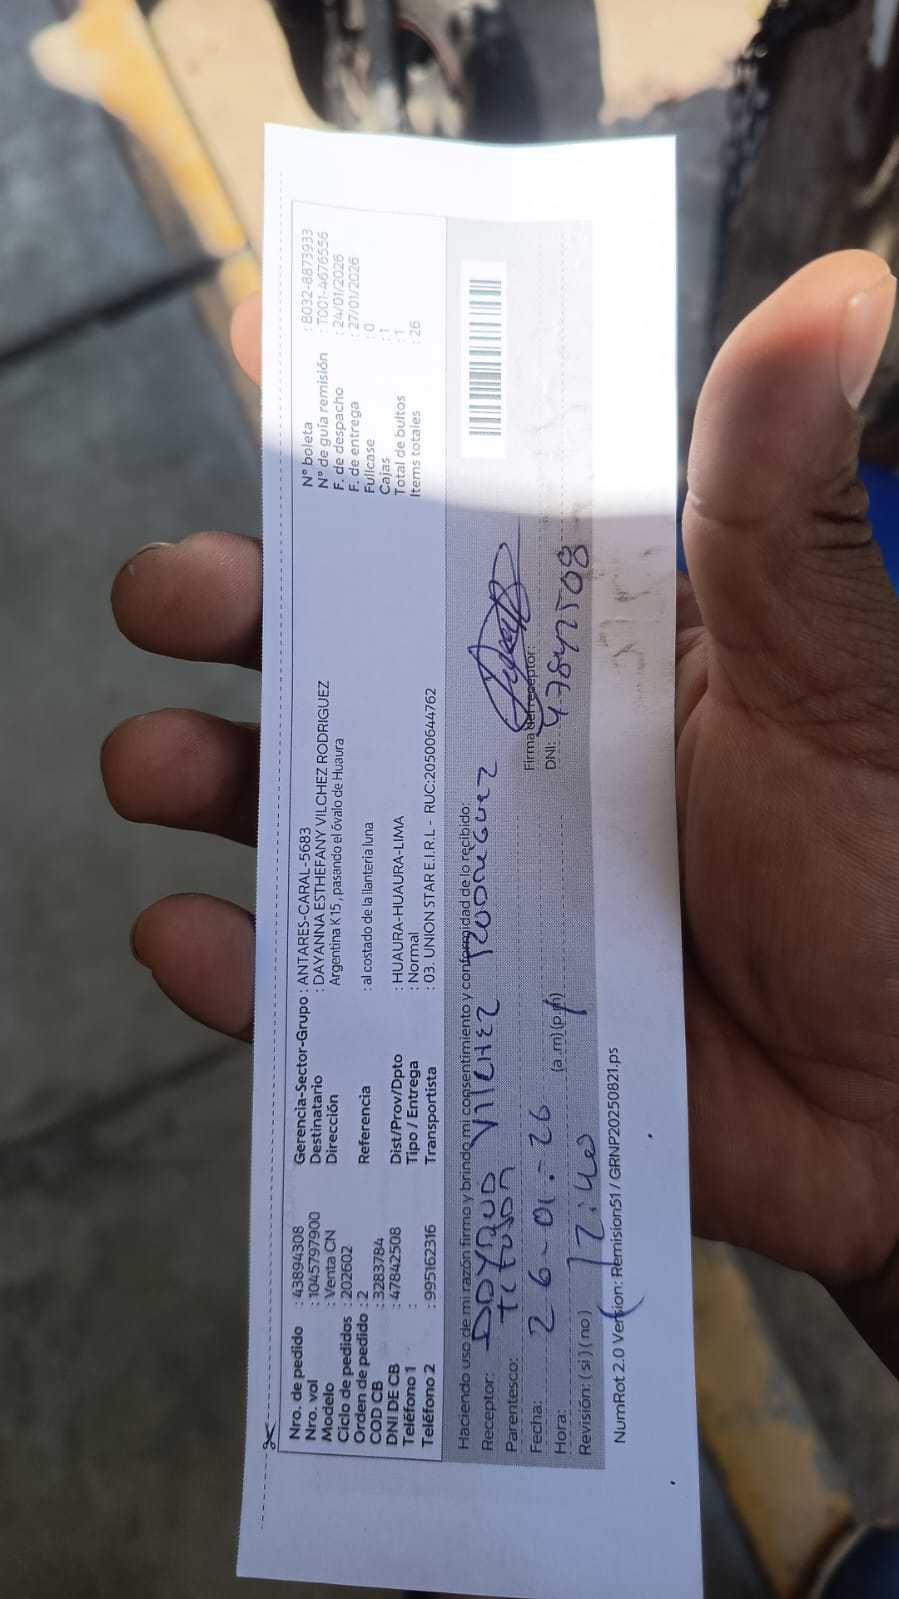 Nro. de pedido : 43894308
Nro. vol : 1045797900
Modelo : Venta CN
Ciclo de pedidos : 202602
Orden de pedido : 2
COD CB : 3283784
DNI DE CB : 47842508
Teléfono 1 :
Teléfono 2 : 995162316
Gerencia-Sector-Grupo : ANTARES-CARAL-5683
Destinatario : DAYANNA ESTHEFANY VILCHEZ RODRIGUEZ
Dirección Argentina K15 , pasando el óvalo de Huaura
Referencia : al costado de la llanteria luna
Dist/Prov/Dpto : HUAURA-HUAURA-LIMA
Tipo / Entrega : Normal
Transportista : 03. UNION STAR E.I.R.L - RUC:20500644762
N° boleta : B032-8873933
N° de guía remisión : T001-4676556
F. de despacho : 24/01/2026
F. de entrega : 27/01/2026
Fullcase : 0
Cajas : 1
Total de bultos : 1
Items totales : 26
Haciendo uso de mi razón firmo y brindo mi consentimiento y conformidad de lo recibido:
Receptor: VILCHEZ RODRIGUEZ
Parentesco:
Fecha: 26-01-26
Hora: 12:40 (a.m)(p.m)
Revisión: ( si ) ( no )
Firma del receptor:
DNI: 47842508
NumRot 2.0 Version: Remision51 / GRNP20250821.ps